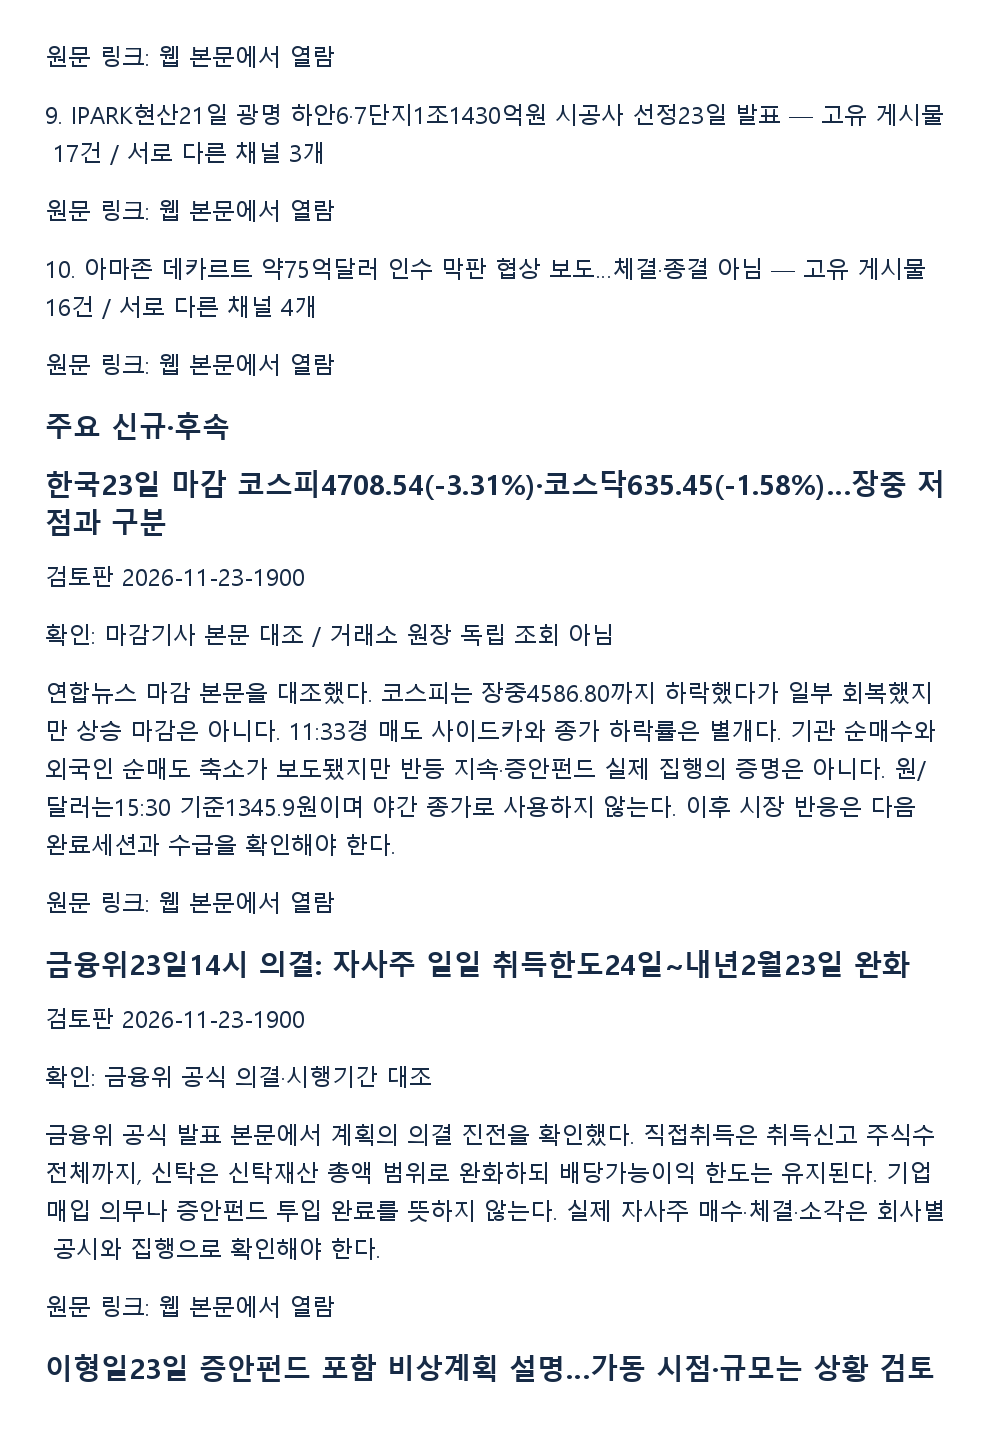 원문 링크: 웹 본문에서 열람
9. IPARK현산21일 광명 하안6·7단지1조1430억원 시공사 선정23일 발표 — 고유 게시물
17건 / 서로 다른 채널 3개
원문 링크: 웹 본문에서 열람
10. 아마존 데카르트 약75억달러 인수 막판 협상 보도...체결·종결 아님 — 고유 게시물
16건 / 서로 다른 채널 4개
원문 링크: 웹 본문에서 열람
주요 신규·후속
한국23일 마감 코스피4708.54(-3.31%)·코스닥635.45(-1.58%)...장중 저
점과 구분
검토판 2026-11-23-1900
확인: 마감기사 본문 대조 / 거래소 원장 독립 조회 아님
연합뉴스 마감 본문을 대조했다. 코스피는 장중4586.80까지 하락했다가 일부 회복했지
만 상승 마감은 아니다. 11:33경 매도 사이드카와 종가 하락률은 별개다. 기관 순매수와
외국인 순매도 축소가 보도됐지만 반등 지속·증안펀드 실제 집행의 증명은 아니다. 원/
달러는15:30 기준1345.9원이며 야간 종가로 사용하지 않는다. 이후 시장 반응은 다음
완료세션과 수급을 확인해야 한다.
원문 링크: 웹 본문에서 열람
금융위23일14시 의결: 자사주 일일 취득한도24일~내년2월23일 완화
검토판 2026-11-23-1900
확인: 금융위 공식 의결·시행기간 대조
금융위 공식 발표 본문에서 계획의 의결 진전을 확인했다. 직접취득은 취득신고 주식수
전체까지, 신탁은 신탁재산 총액 범위로 완화하되 배당가능이익 한도는 유지된다. 기업
매입 의무나 증안펀드 투입 완료를 뜻하지 않는다. 실제 자사주 매수·체결·소각은 회사별
공시와 집행으로 확인해야 한다.
원문 링크: 웹 본문에서 열람
이형일23일 증안펀드 포함 비상계획 설명...가동 시점·규모는 상황 검토